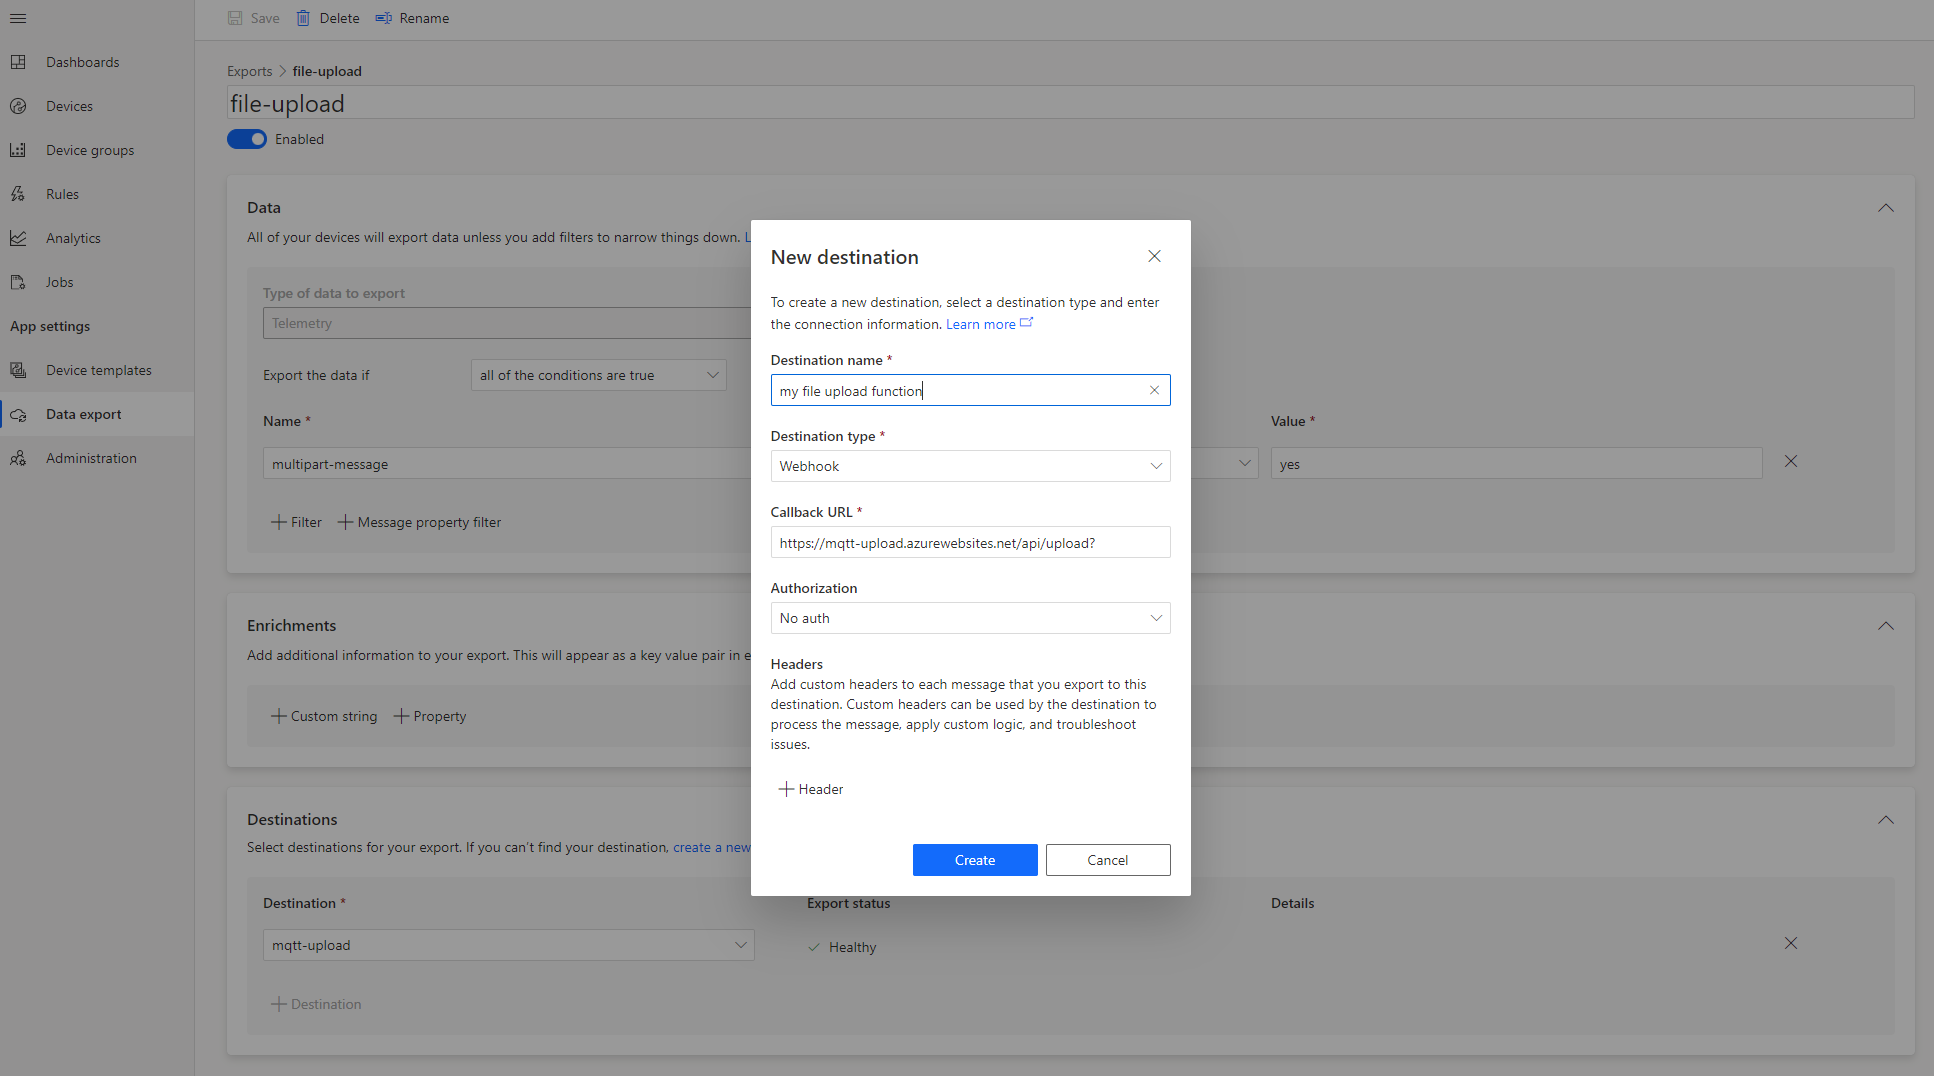 Save
Delete
Rename
Dashboards
Devices
Device groups
Rules
Analytics
Jobs
App settings
Device templates
Data export
Administration
Exports > file-upload
file-upload
Enabled
Data
All of your devices will export data unless you add filters to narrow things down.
Type of data to export
Telemetry
Export the data if
all of the conditions are true
Name *
Value *
multipart-message
yes
Filter
Message property filter
Enrichments
Add additional information to your export. This will appear as a key value pair in
Custom string
Property
Destinations
Select destinations for your export. If you can't find your destination, create a new
Destination *
Export status
Details
mqtt-upload
Healthy
Destination
New destination
To create a new destination, select a destination type and enter
the connection information. Learn more
Destination name *
my file upload function
Destination type *
Webhook
Callback URL *
https://mqtt-upload.azurewebsites.net/api/upload?
Authorization
No auth
Headers
Add custom headers to each message that you export to this
destination. Custom headers can be used by the destination to
process the message, apply custom logic, and troubleshoot
issues.
Header
Create
Cancel